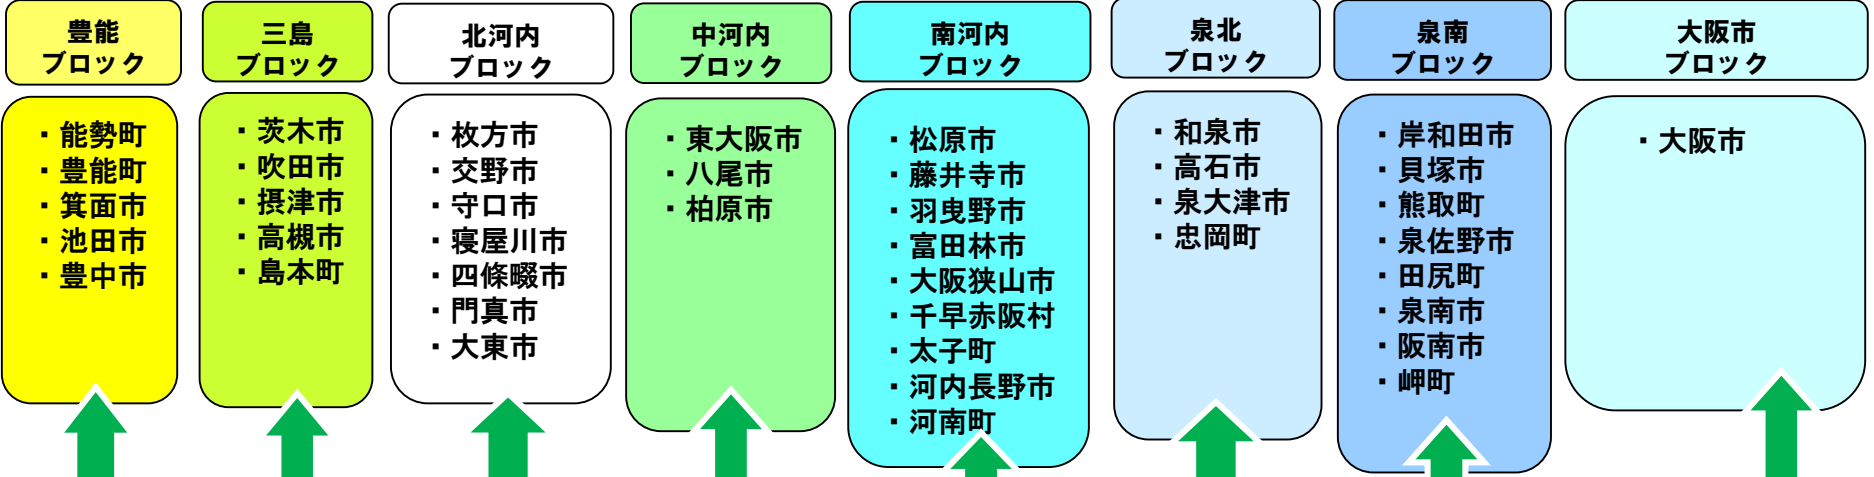 豊能
ブロック
・能勢町
・豊能町
・箕面市
・池田市
・豊中市
三島
ブロック
・茨木市
・吹田市
・摂津市
・高槻市
・島本町
北河内
ブロック
・枚方市
・交野市
・守口市
・寝屋川市
・四條畷市
・門真市
・大東市
中河内
ブロック
・東大阪市
・八尾市
・柏原市
南河内
ブロック
・松原市
・藤井寺市
・羽曳野市
・富田林市
・大阪狭山市
・千早赤阪村
・太子町
・河内長野市
・河南町
泉北
ブロック
・和泉市
・高石市
・泉大津市
・忠岡町
泉南
ブロック
・岸和田市
・貝塚市
・熊取町
・泉佐野市
・田尻町
・泉南市
・阪南市
・岬町
大阪市
ブロック
・大阪市